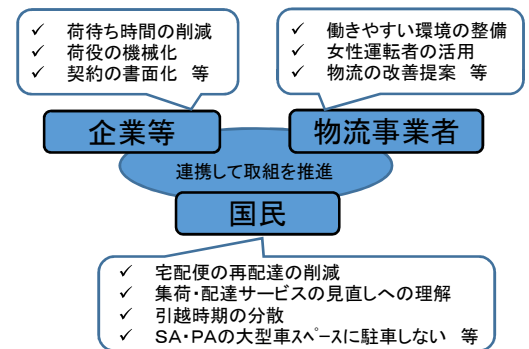 ✓ 荷待ち時間の削減
✓ 荷役の機械化
✓ 契約の書面化 等
✓ 働きやすい環境の整備
✓ 女性運転者の活用
✓ 物流の改善提案 等
企業等
物流事業者
連携して取組を推進
国民
✓ 宅配便の再配達の削減
✓ 集荷・配達サービスの見直しへの理解
✓ 引越時期の分散
✓ SA・PAの大型車スペースに駐車しない 等